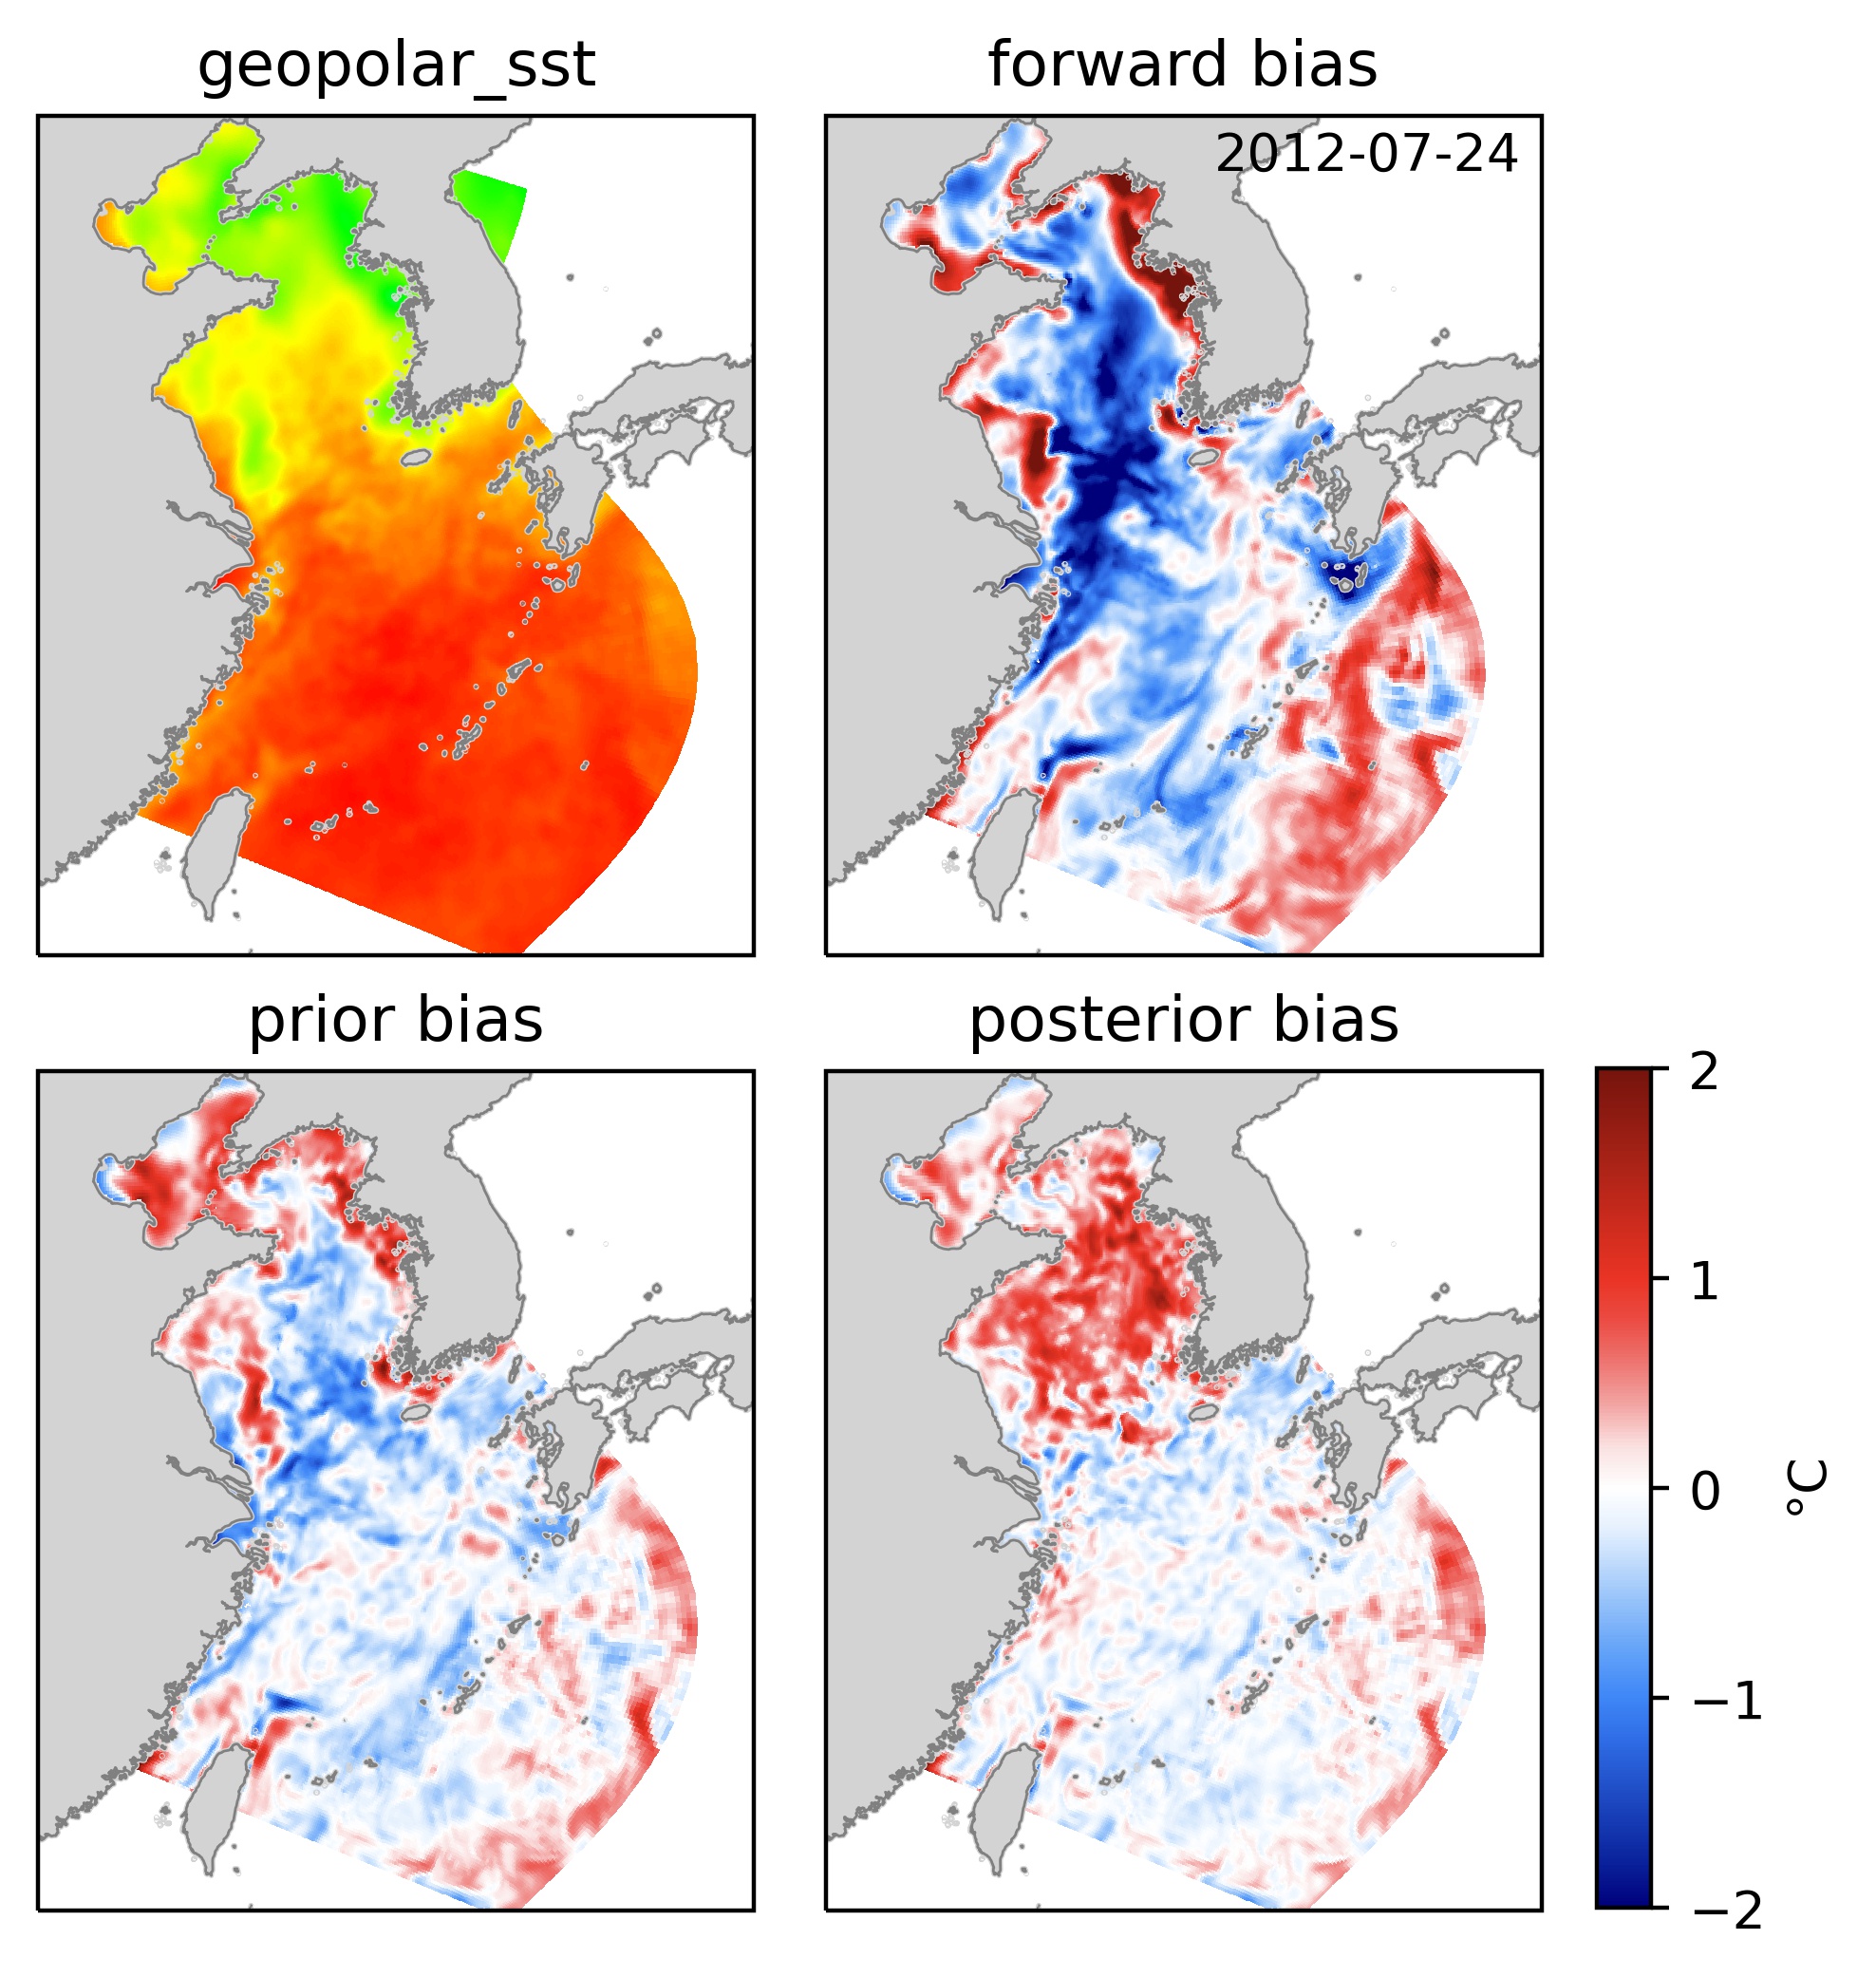 geopolar_sst
forward bias
2012-07-24
prior bias
posterior bias
2
1
0
−1
−2
°C